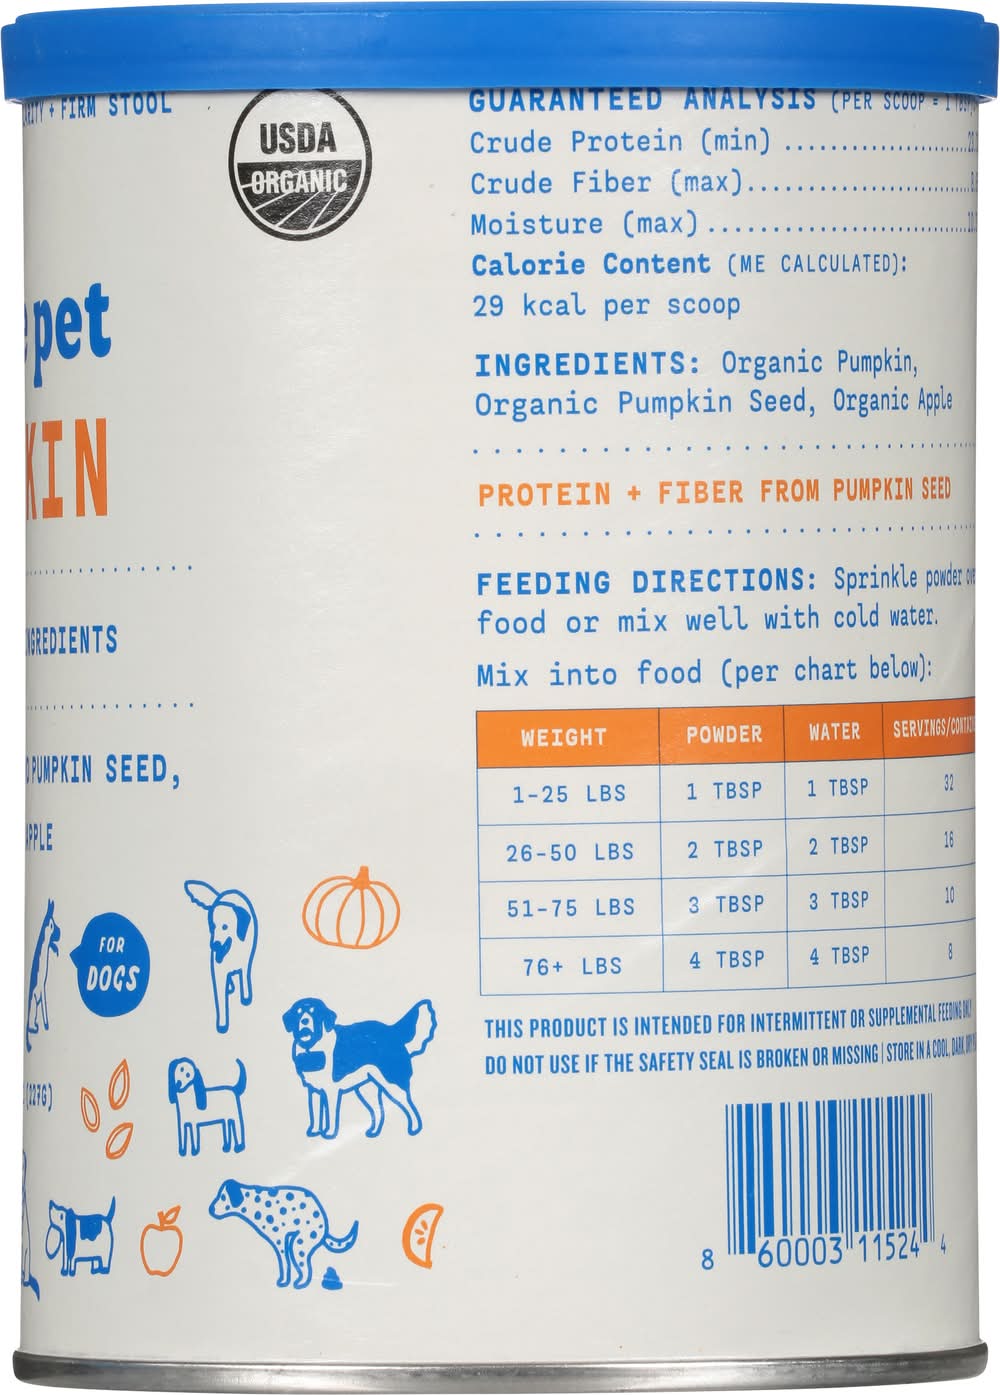 + FIRM STOOL
USDA
ORGANIC
pet
KIN
INGREDIENTS
PUMPKIN SEED,
APPLE
FOR
DOGS
(227G)
GUARANTEED ANALYSIS (PER SCOOP = 1
Crude Protein (min)
Crude Fiber (max)
Moisture (max)
Calorie Content (ME CALCULATED):
29 kcal per scoop
INGREDIENTS: Organic Pumpkin,
Organic Pumpkin Seed, Organic Apple
PROTEIN + FIBER FROM PUMPKIN SEED
FEEDING DIRECTIONS: Sprinkle powder
food or mix well with cold water.
Mix into food (per chart below):
WEIGHT POWDER WATER SERVINGS/
1-25 LBS 1 TBSP 1 TBSP 32
26-50 LBS 2 TBSP 2 TBSP 16
51-75 LBS 3 TBSP 3 TBSP 10
76+ LBS 4 TBSP 4 TBSP 8
THIS PRODUCT IS INTENDED FOR INTERMITTENT OR SUPPLEMENTAL FEEDING ONLY
DO NOT USE IF THE SAFETY SEAL IS BROKEN OR MISSING | STORE IN A COOL, DARK,
8 60003 11524 4